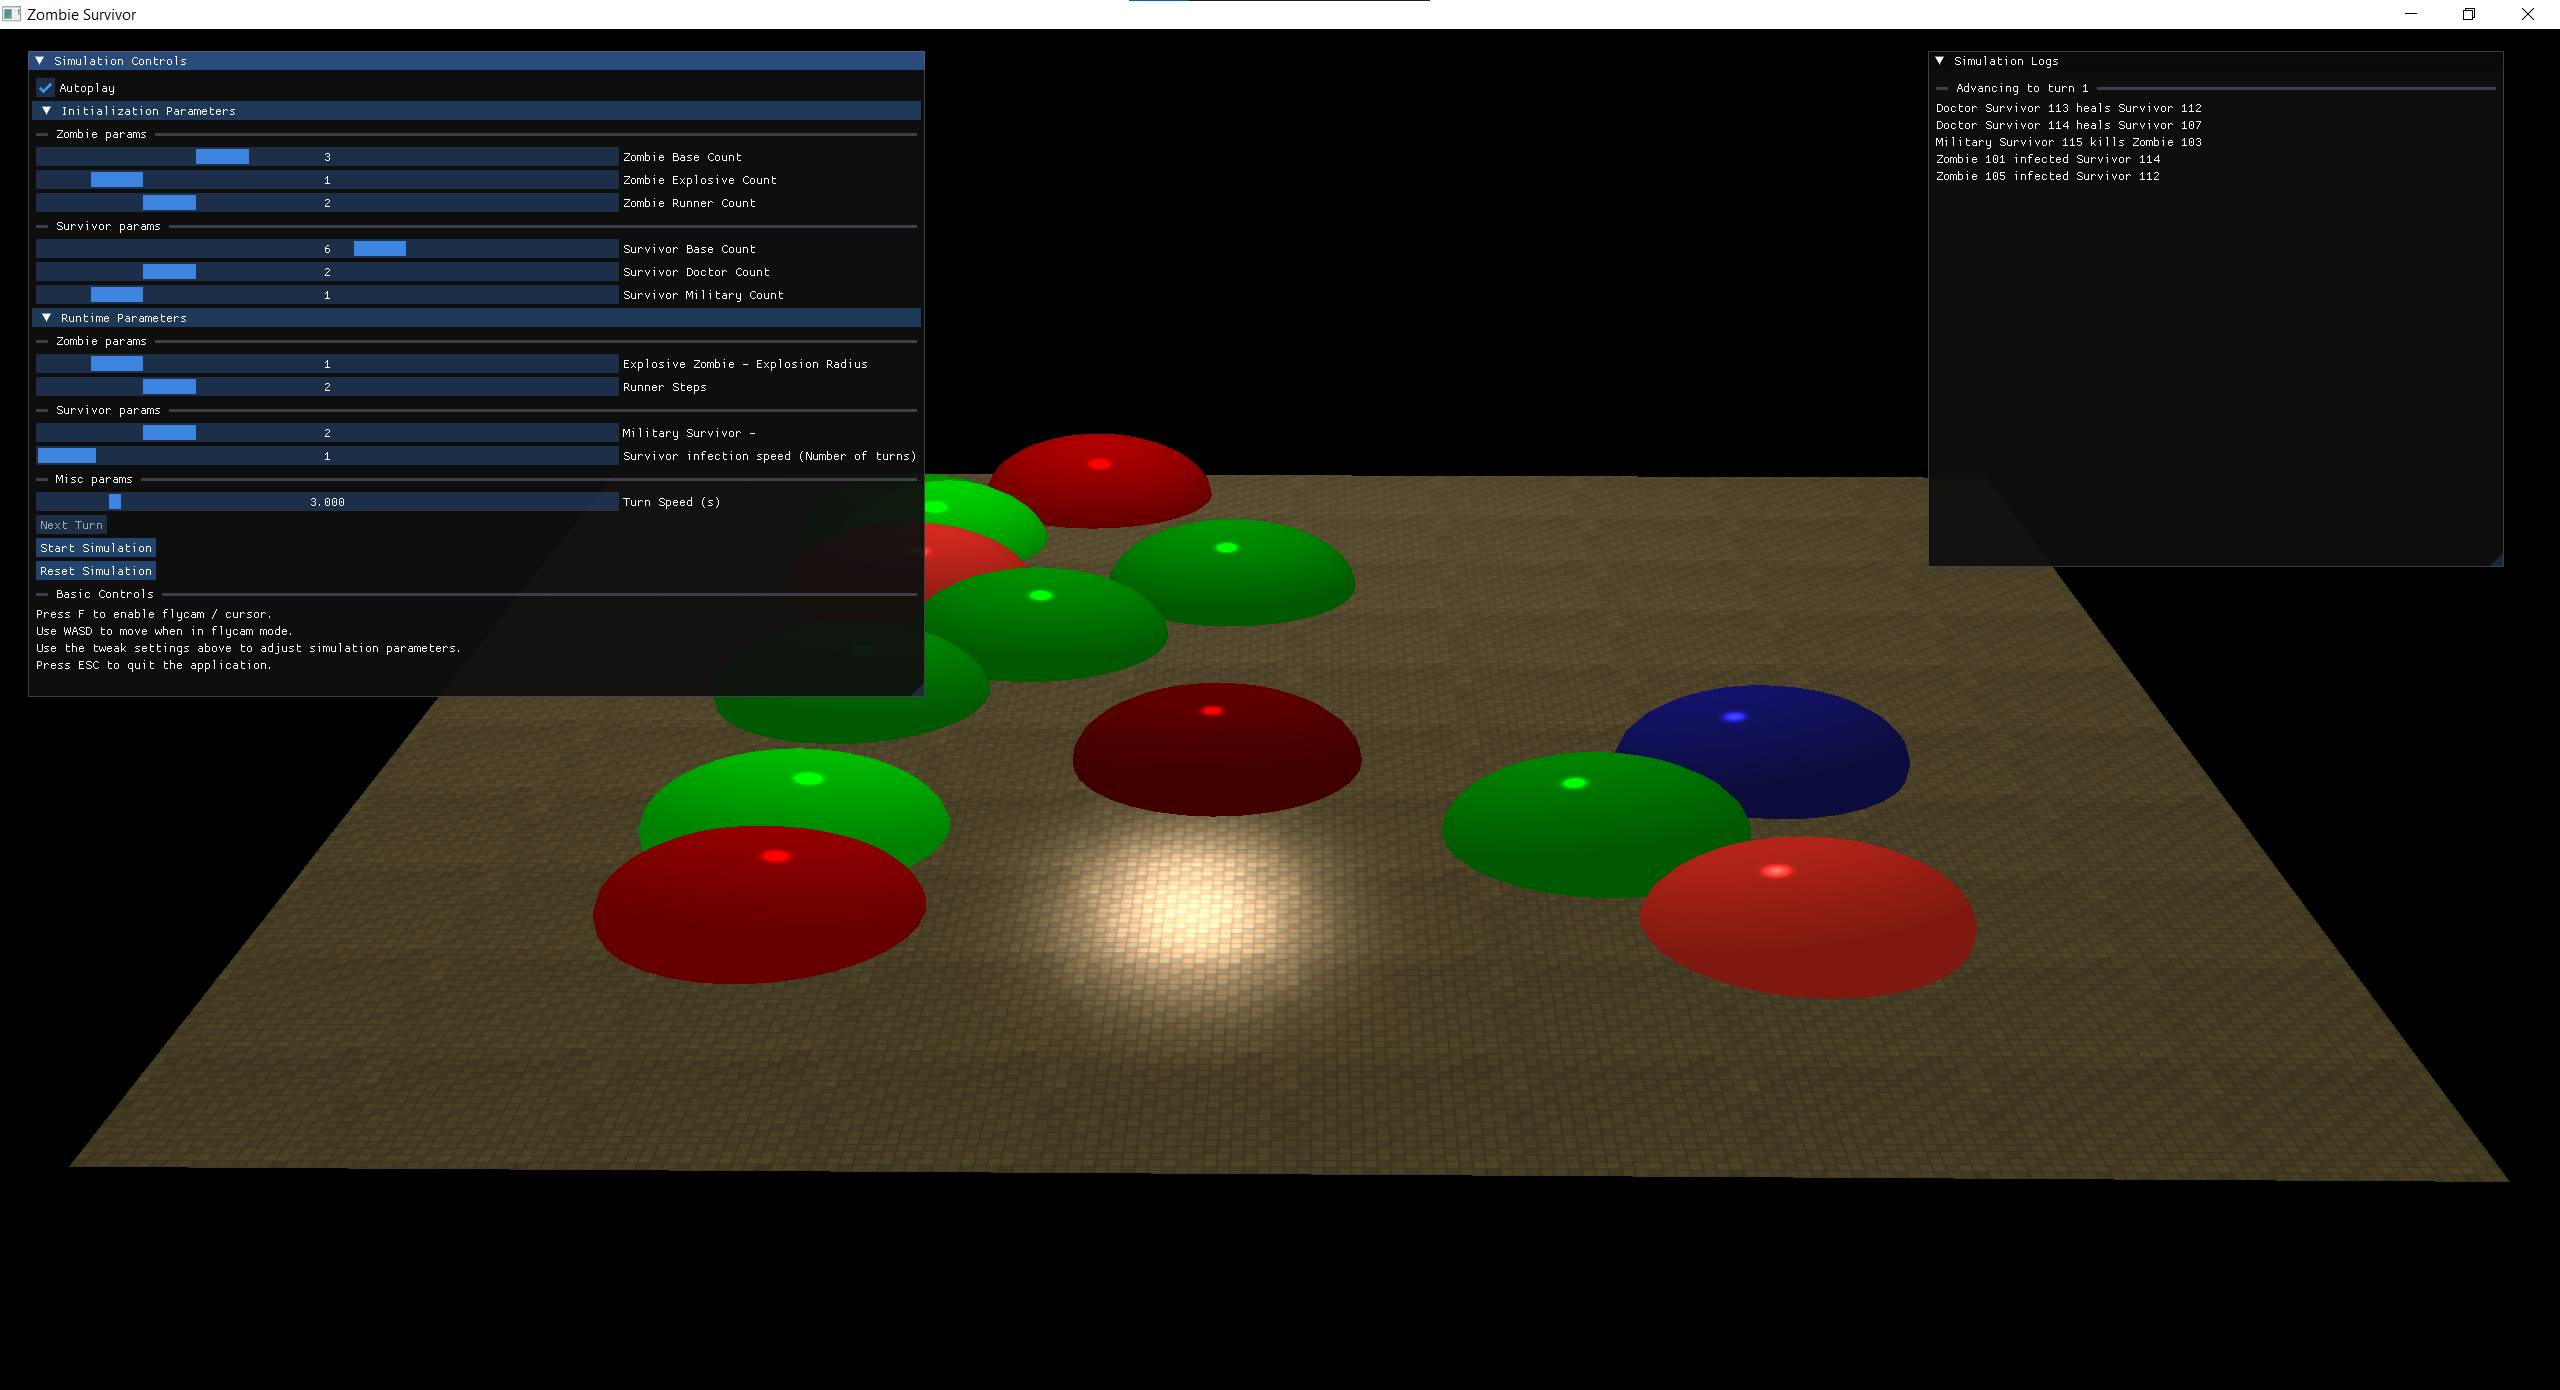 Zombie Survivor
Simulation Controls
Autoplay
Initialization Parameters
Zombie params
3 Zombie Base Count
1 Zombie Explosive Count
2 Zombie Runner Count
Survivor params
6 Survivor Base Count
2 Survivor Doctor Count
1 Survivor Military Count
Runtime Parameters
Zombie params
1 Explosive Zombie - Explosion Radius
2 Runner Steps
Survivor params
2 Military Survivor -
1 Survivor infection speed (Number of turns)
Misc params
3.000 Turn Speed (s)
Next Turn
Start Simulation
Reset Simulation
Basic Controls
Press F to enable flycam / cursor.
Use WASD to move when in flycam mode.
Use the tweak settings above to adjust simulation parameters.
Press ESC to quit the application.
Simulation Logs
Advancing to turn 1
Doctor Survivor 113 heals Survivor 112
Doctor Survivor 114 heals Survivor 107
Military Survivor 115 kills Zombie 103
Zombie 101 infected Survivor 114
Zombie 105 infected Survivor 112